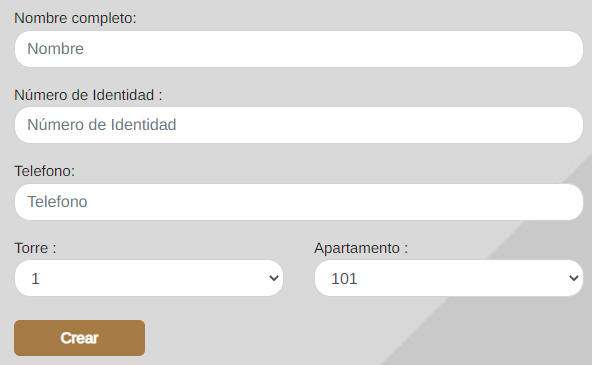 Nombre completo:
Nombre
Número de Identidad :
Número de Identidad
Telefono:
Telefono
Torre : Apartamento :
1 101
Crear